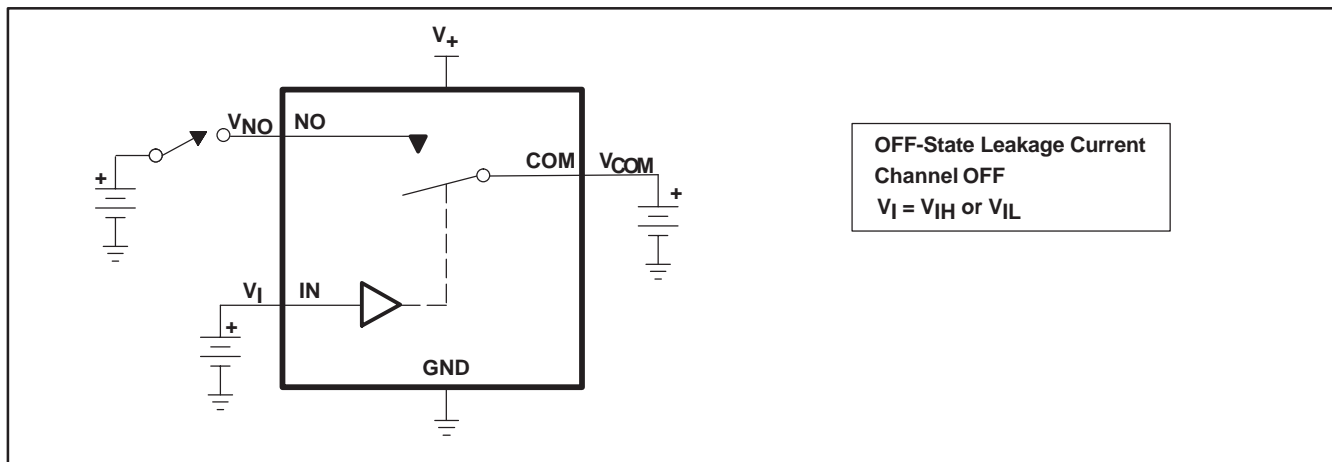 V+
VNO NO
COM VCOM
+
+
VI IN
+
GND
OFF-State Leakage Current
Channel OFF
VI = VIH or VIL